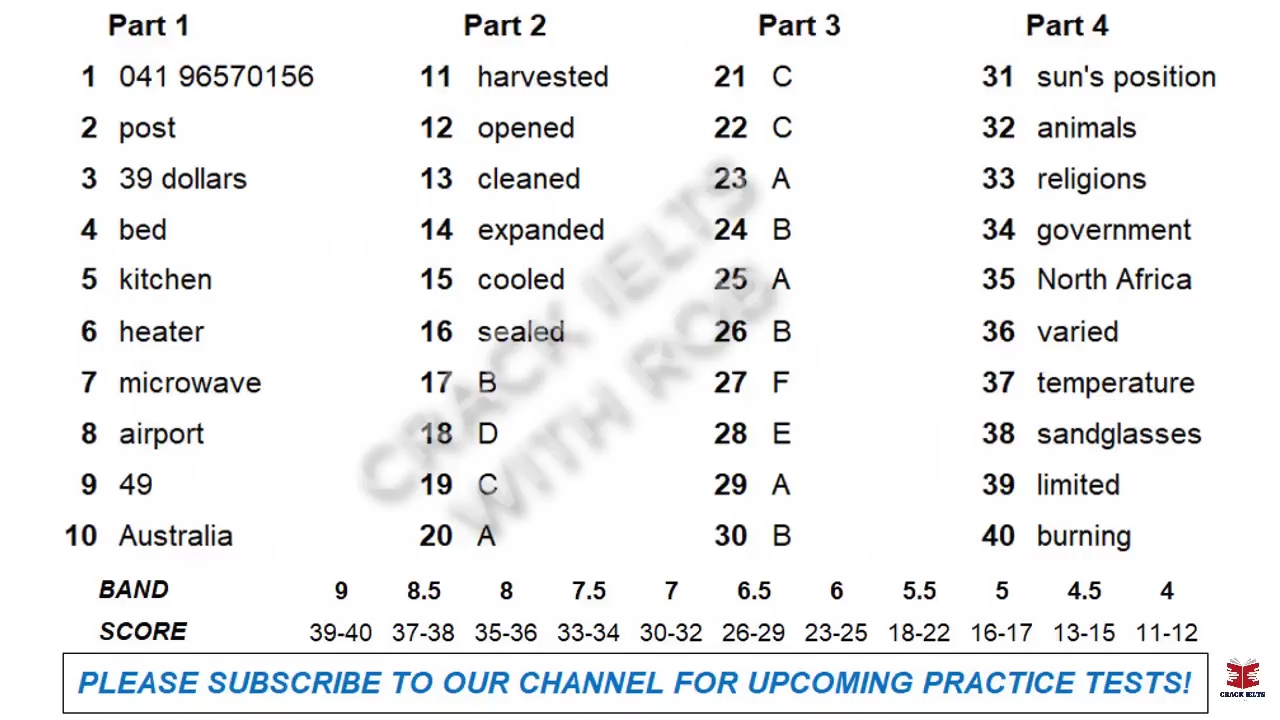 Part 1 Part 2 Part 3 Part 4
1 041 96570156 11 harvested 21 C 31 sun's position
2 post 12 opened 22 C 32 animals
3 39 dollars 13 cleaned 23 A 33 religions
4 bed 14 expanded 24 B 34 government
5 kitchen 15 cooled 25 A 35 North Africa
6 heater 16 sealed 26 B 36 varied
7 microwave 17 B 27 F 37 temperature
8 airport 18 D 28 E 38 sandglasses
9 49 19 C 29 A 39 limited
10 Australia 20 A 30 B 40 burning
CRACK IELTS
WITH ROB
BAND 9 8.5 8 7.5 7 6.5 6 5.5 5 4.5 4
SCORE 39-40 37-38 35-36 33-34 30-32 26-29 23-25 18-22 16-17 13-15 11-12
PLEASE SUBSCRIBE TO OUR CHANNEL FOR UPCOMING PRACTICE TESTS!
CRACK IELTS